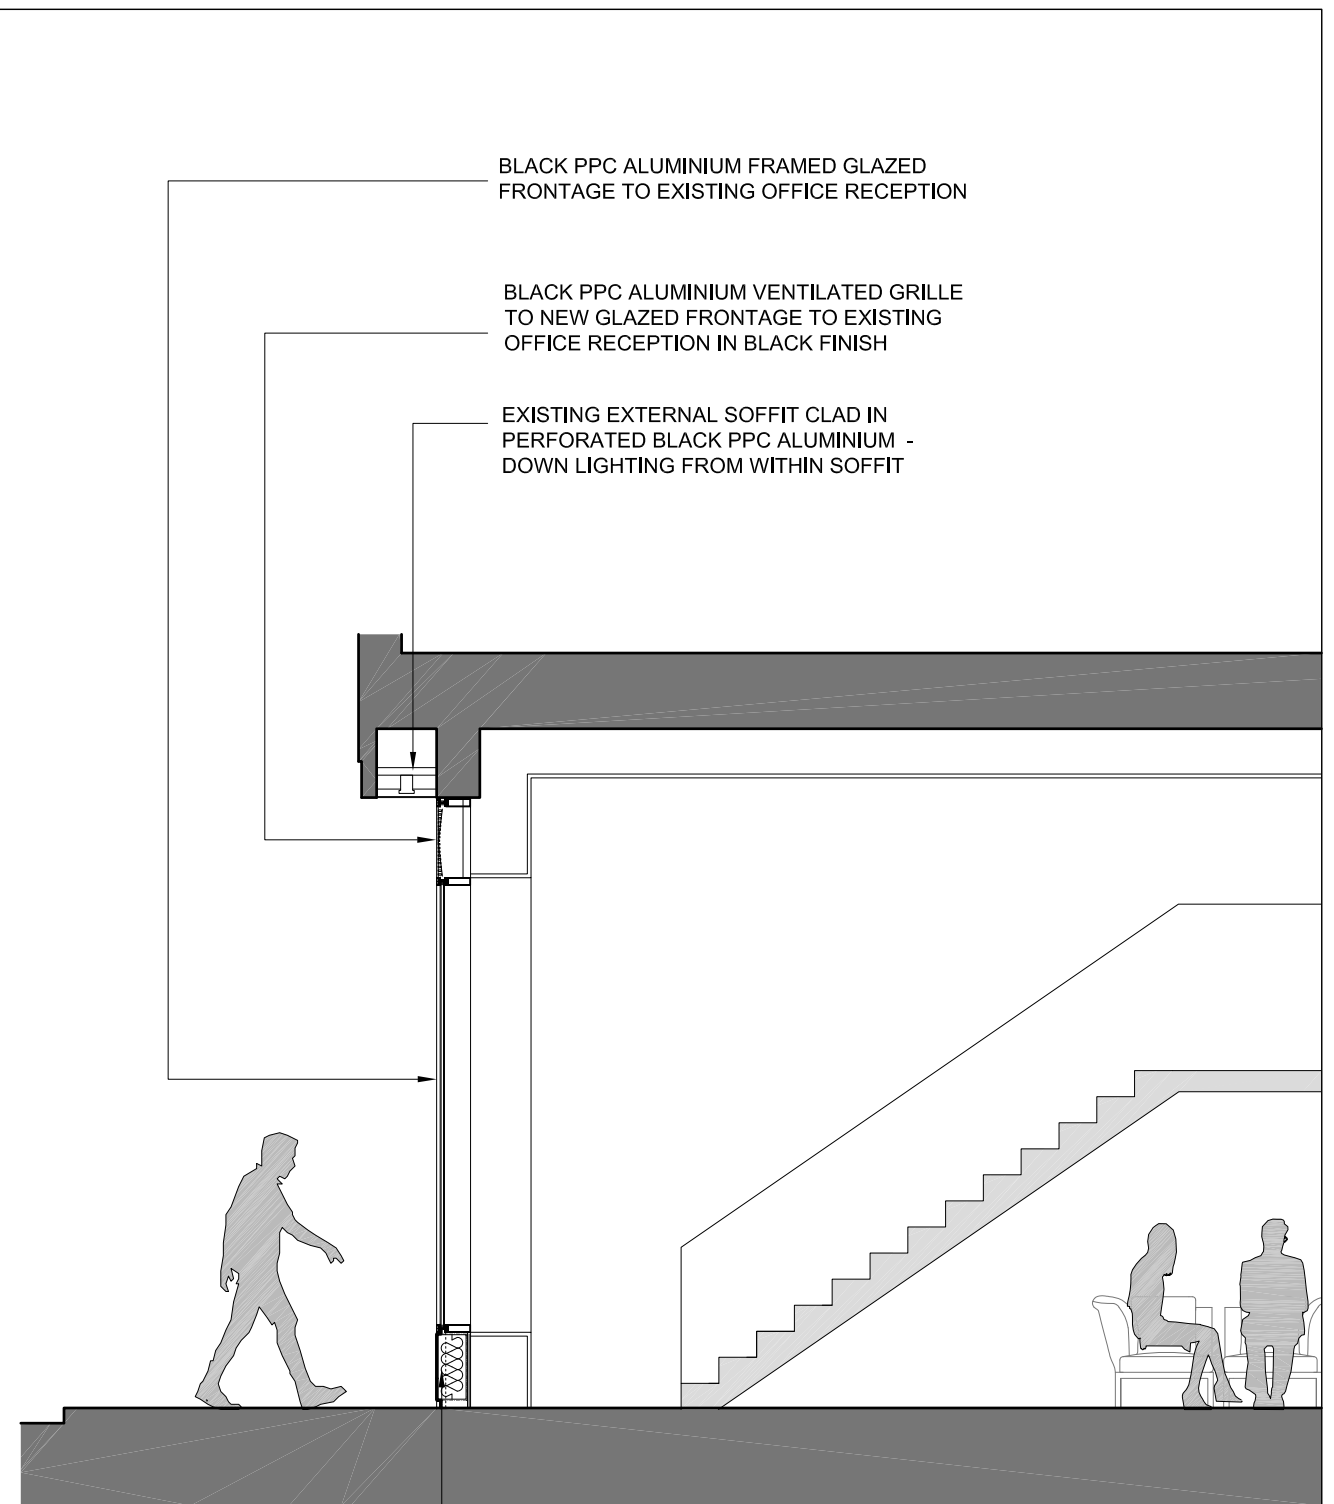 BLACK PPC ALUMINIUM FRAMED GLAZED
FRONTAGE TO EXISTING OFFICE RECEPTION
BLACK PPC ALUMINIUM VENTILATED GRILLE
TO NEW GLAZED FRONTAGE TO EXISTING
OFFICE RECEPTION IN BLACK FINISH
EXISTING EXTERNAL SOFFIT CLAD IN
PERFORATED BLACK PPC ALUMINIUM -
DOWN LIGHTING FROM WITHIN SOFFIT